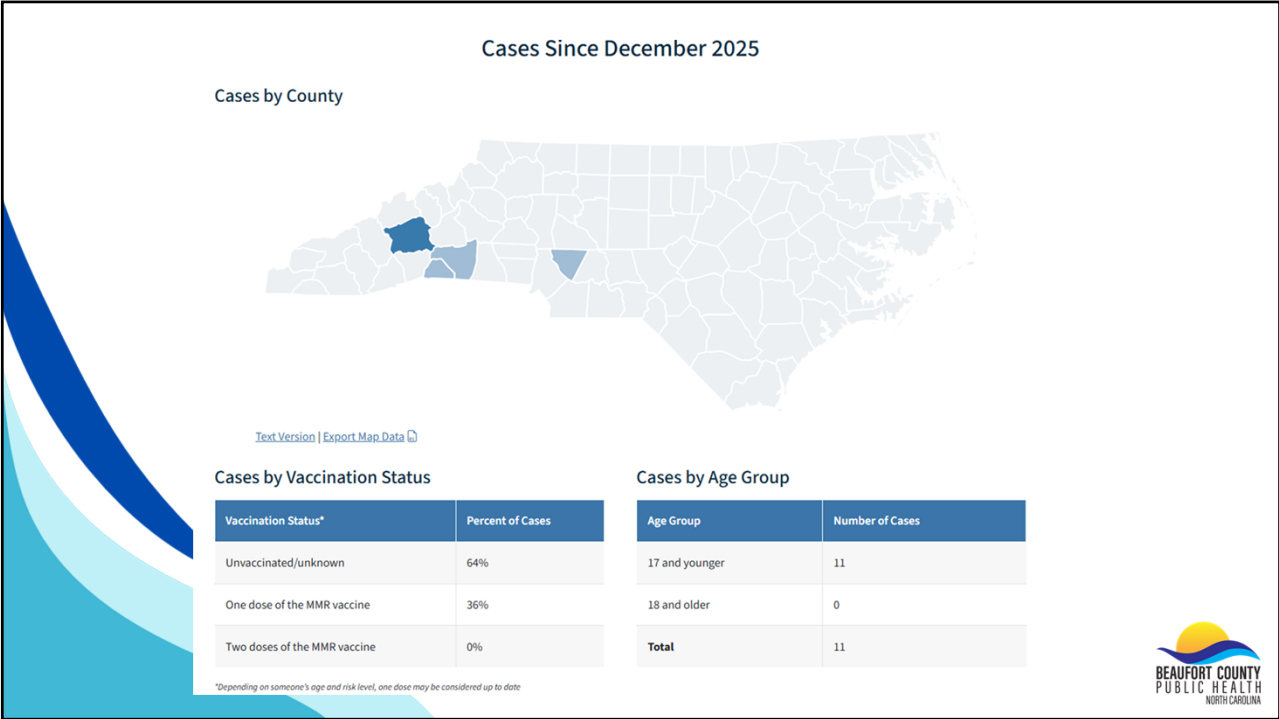 Cases Since December 2025
Cases by County
Text Version | Export Map Data
Cases by Vaccination Status
Vaccination Status* Percent of Cases
Unvaccinated/unknown 64%
One dose of the MMR vaccine 36%
Two doses of the MMR vaccine 0%
*Depending on someone's age and risk level, one dose may be considered up to date
Cases by Age Group
Age Group Number of Cases
17 and younger 11
18 and older 0
Total 11
BEAUFORT COUNTY
PUBLIC HEALTH
NORTH CAROLINA